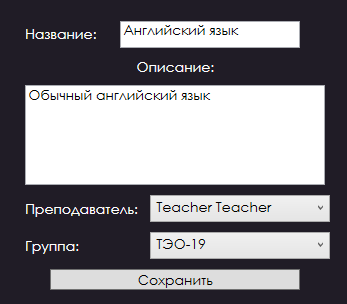 Название: Английский язык
Описание:
Обычный английский язык
Преподаватель: Teacher Teacher
Группа: ТЭО-19
Сохранить